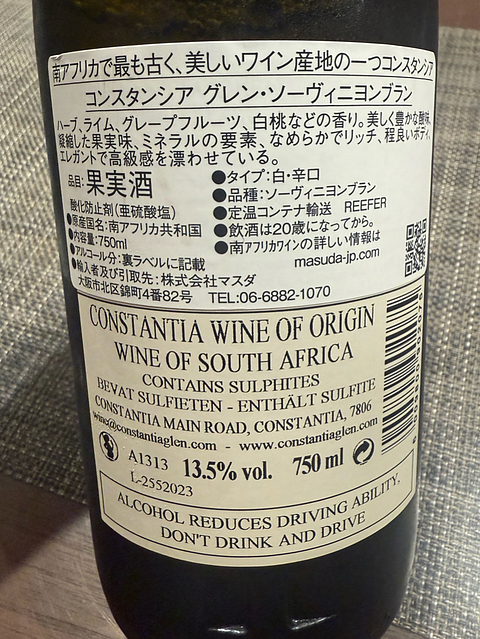 南アフリカで最も古く、美しいワイン産地の一つコンスタンシア
コンスタンシア グレン・ソーヴィニヨンブラン
ハーブ、ライム、グレープフルーツ、白桃などの香り。美しく豊かな酸味、
凝縮した果実味、ミネラルの要素、なめらかでリッチ、程良いボディ。
エレガントで高級感を漂わせている。
品目:果実酒
酸化防止剤(亜硫酸塩)
●原産国名:南アフリカ共和国
●内容量:750ml
●アルコール分:裏ラベルに記載
●輸入者及び引取先:株式会社マスダ
大阪市北区錦町4番82号 TEL:06-6882-1070
●タイプ:白・辛口
●品種:ソーヴィニヨンブラン
●定温コンテナ輸送 REEFER
●飲酒は20歳になってから。
●南アフリカワインの詳しい情報は
masuda-jp.com
CONSTANTIA WINE OF ORIGIN
WINE OF SOUTH AFRICA
CONTAINS SULPHITES
BEVAT SULFIETEN - ENTHÄLT SULFITE
CONSTANTIA MAIN ROAD, CONSTANTIA, 7806
wine@constantiaglen.com - www.constantiaglen.com
A1313 13.5% vol. 750 ml
L-2552023
ALCOHOL REDUCES DRIVING ABILITY,
DON'T DRINK AND DRIVE